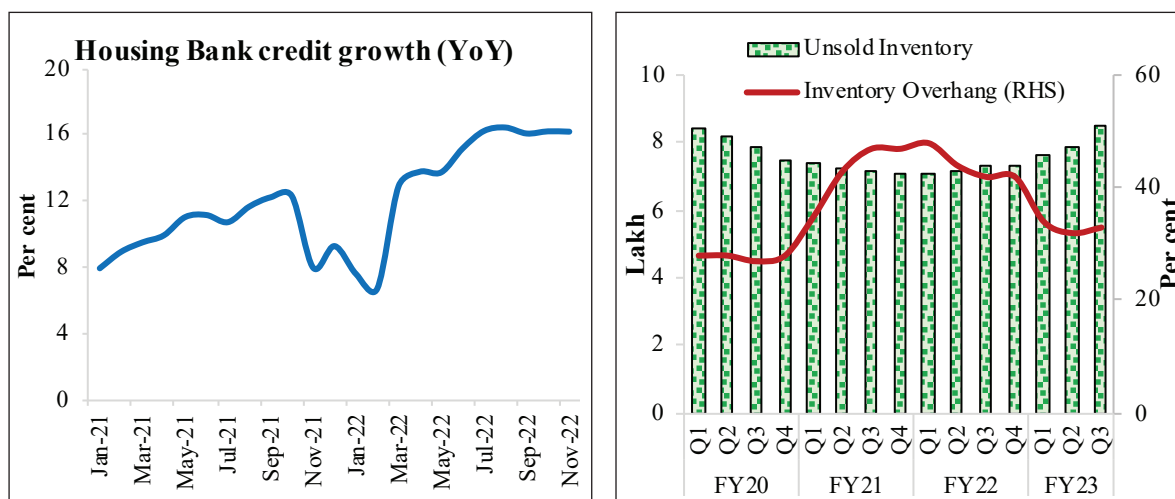 Housing Bank credit growth (YoY)
Per cent
20
16
12
8
4
0
Jan-21
Mar-21
May-21
Jul-21
Sep-21
Nov-21
Jan-22
Mar-22
May-22
Jul-22
Sep-22
Nov-22
Unsold Inventory
Inventory Overhang (RHS)
Lakh
10
8
6
4
2
0
60
40
20
0
Per cent
Q1 Q2 Q3 Q4 Q1 Q2 Q3 Q4 Q1 Q2 Q3 Q4 Q1 Q2 Q3
FY20 FY21 FY22 FY23